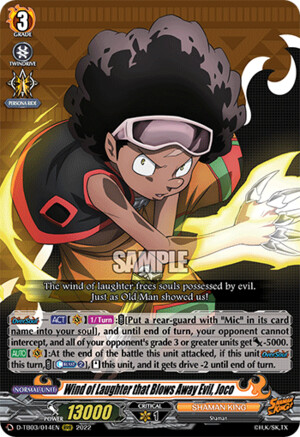 3
GRADE
TWINDRIVE
PERSONA RIDE
SAMPLE
The wind of laughter frees souls possessed by evil.
Just as Old Man showed us!
ACT 1/Turn :[Put a rear-guard with "Mic" in its card
name into your soul], and until end of turn, your opponent cannot
intercept, and all of your opponent's grade 3 or greater units get -5000.
AUTO :At the end of the battle this unit attacked, if this unit
this turn, this unit, and it gets drive -2 until end of turn.
NORMAL UNIT
Wind of Laughter that Blows Away Evil, Joco
POWER 13000
CRITICAL
1
SHAMAN KING
Shaman
D-TB03/014EN RRR 2022
©H.K/SK.TX